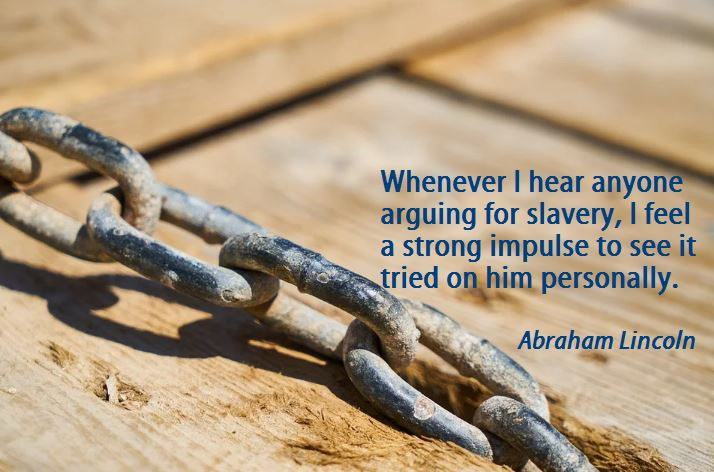 Whenever I hear anyone
arguing for slavery, I feel
a strong impulse to see it
tried on him personally.
Abraham Lincoln